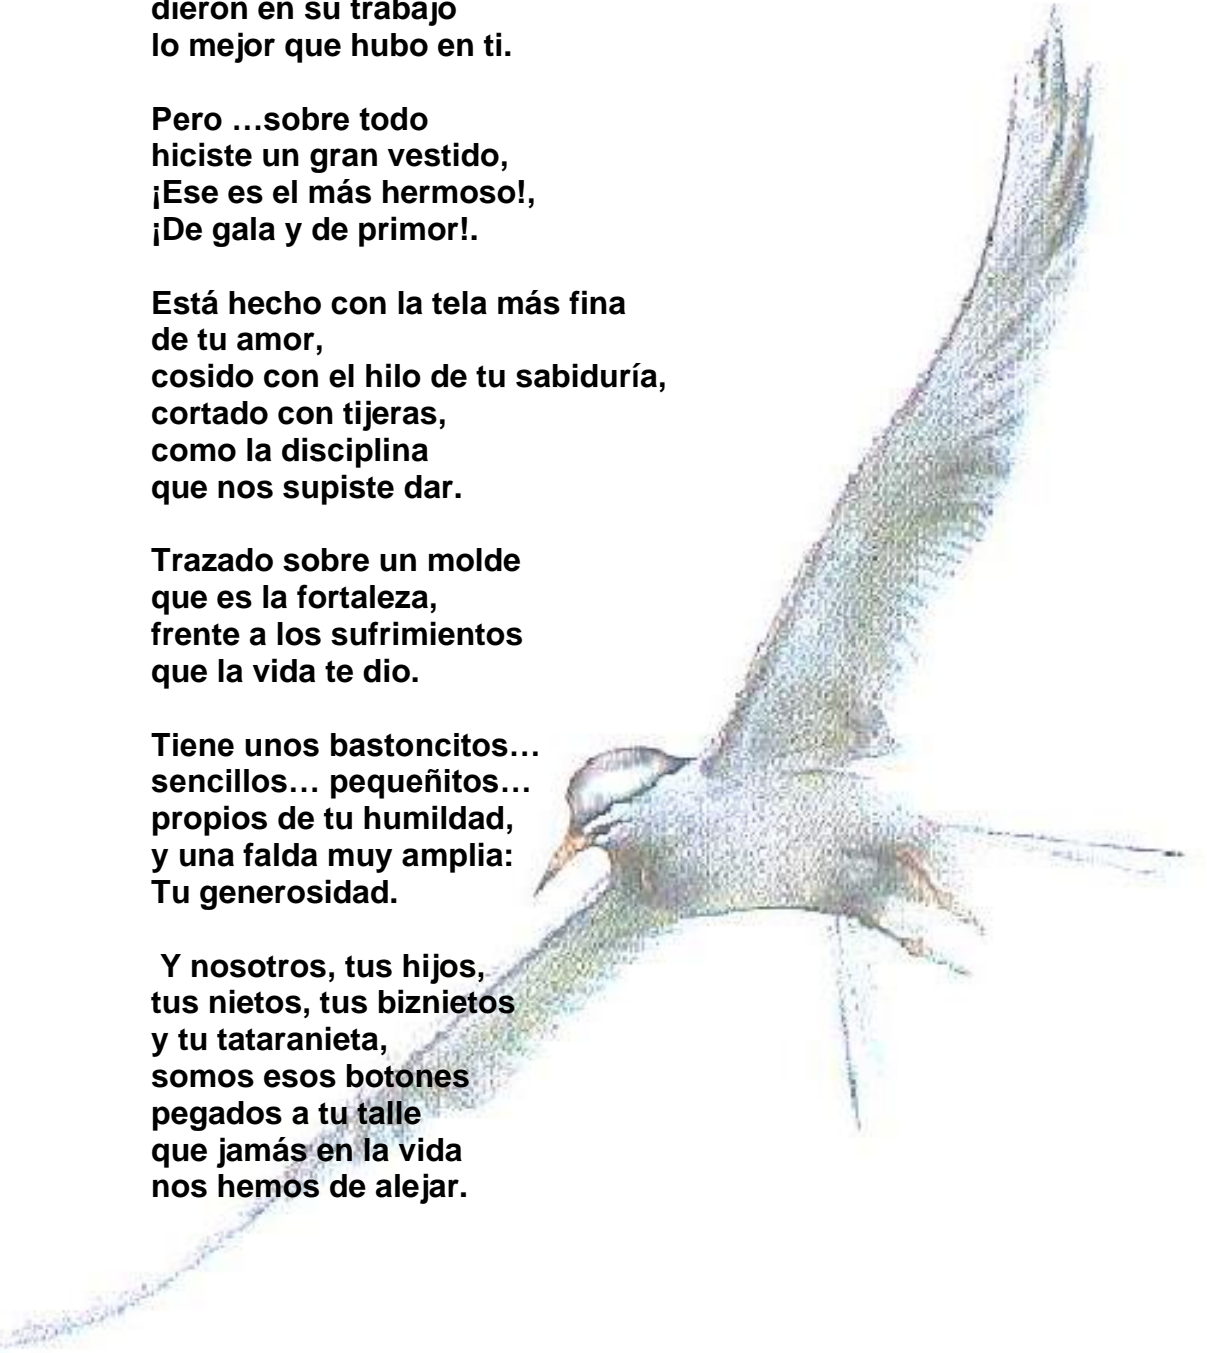 dieron en su trabajo
lo mejor que hubo en ti.

Pero …sobre todo
hiciste un gran vestido,
¡Ese es el más hermoso!,
¡De gala y de primor!.

Está hecho con la tela más fina
de tu amor,
cosido con el hilo de tu sabiduría,
cortado con tijeras,
como la disciplina
que nos supiste dar.

Trazado sobre un molde
que es la fortaleza,
frente a los sufrimientos
que la vida te dio.

Tiene unos bastoncitos…
sencillos… pequeñitos…
propios de tu humildad,
y una falda muy amplia:
Tu generosidad.

Y nosotros, tus hijos,
tus nietos, tus biznietos
y tu tataranieta,
somos esos botones
pegados a tu talle
que jamás en la vida
nos hemos de alejar.